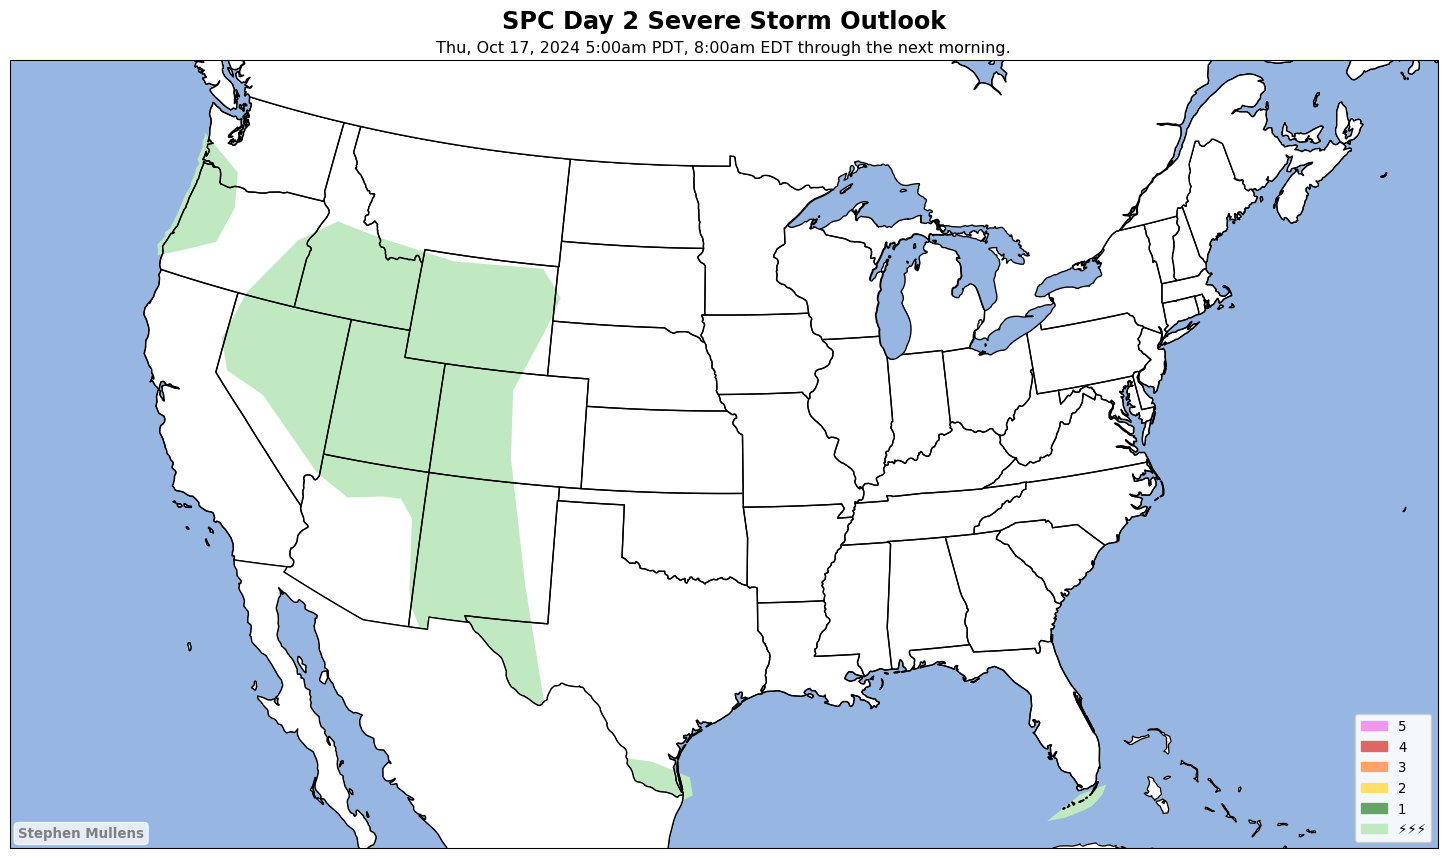 SPC Day 2 Severe Storm Outlook
Thu, Oct 17, 2024 5:00am PDT, 8:00am EDT through the next morning.
5
4
3
2
1
⚡⚡⚡
Stephen Mullens